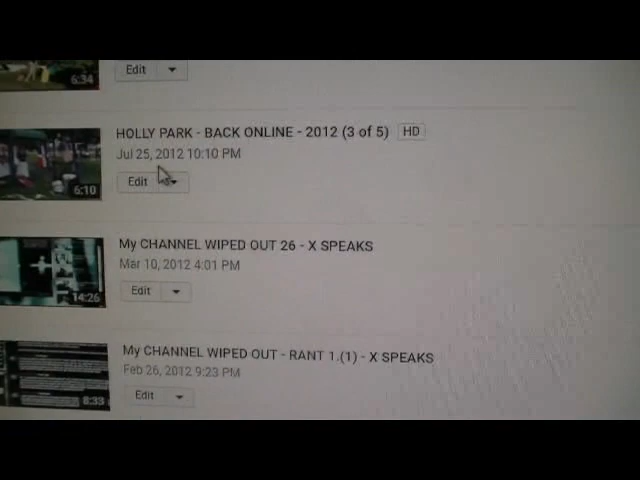 6:34
Edit
HOLLY PARK - BACK ONLINE - 2012 (3 of 5) HD
Jul 25, 2012 10:10 PM
6:10
Edit
My CHANNEL WIPED OUT 26 - X SPEAKS
Mar 10, 2012 4:01 PM
14:26
Edit
My CHANNEL WIPED OUT - RANT 1.(1) - X SPEAKS
Feb 26, 2012 9:23 PM
8:33
Edit